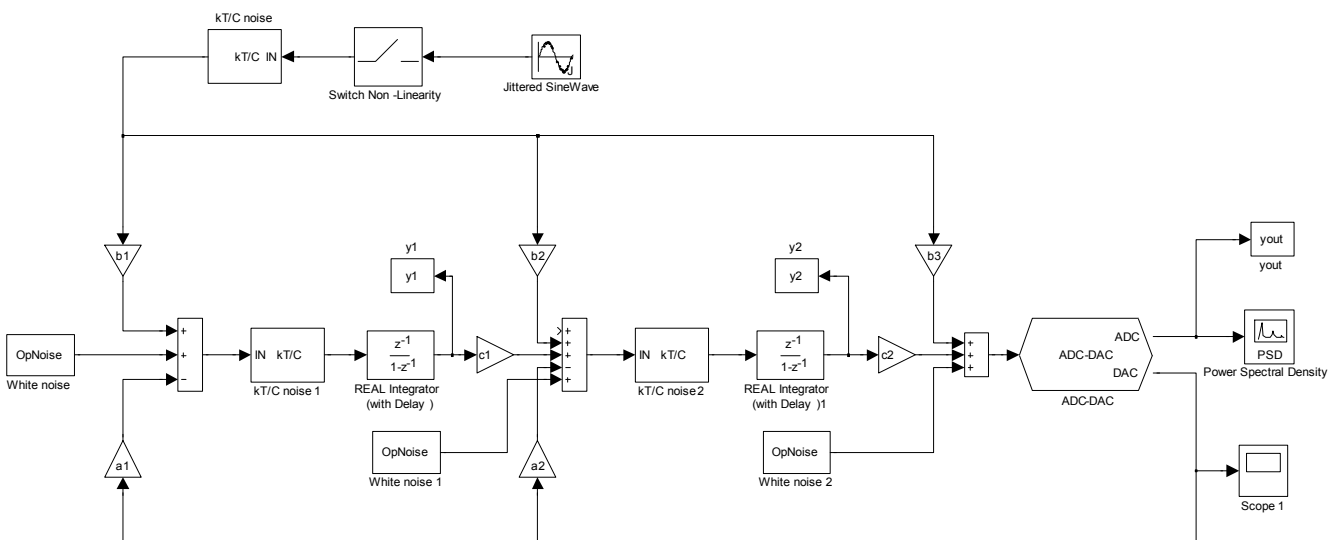 kT/C noise
kT/C IN
Switch Non -Linearity
J
Jittered SineWave
b1
y1
y1
b2
y2
y2
b3
yout
yout
OpNoise
White noise
+
+
−
IN kT/C
kT/C noise 1
z-1
1-z-1
REAL Integrator
(with Delay )
c1
+
+
+
−
+
IN kT/C
kT/C noise 2
z-1
1-z-1
REAL Integrator
(with Delay )1
c2
+
+
+
ADC
ADC-DAC
DAC
ADC-DAC
PSD
Power Spectral Density
a1
OpNoise
White noise 1
a2
OpNoise
White noise 2
Scope 1